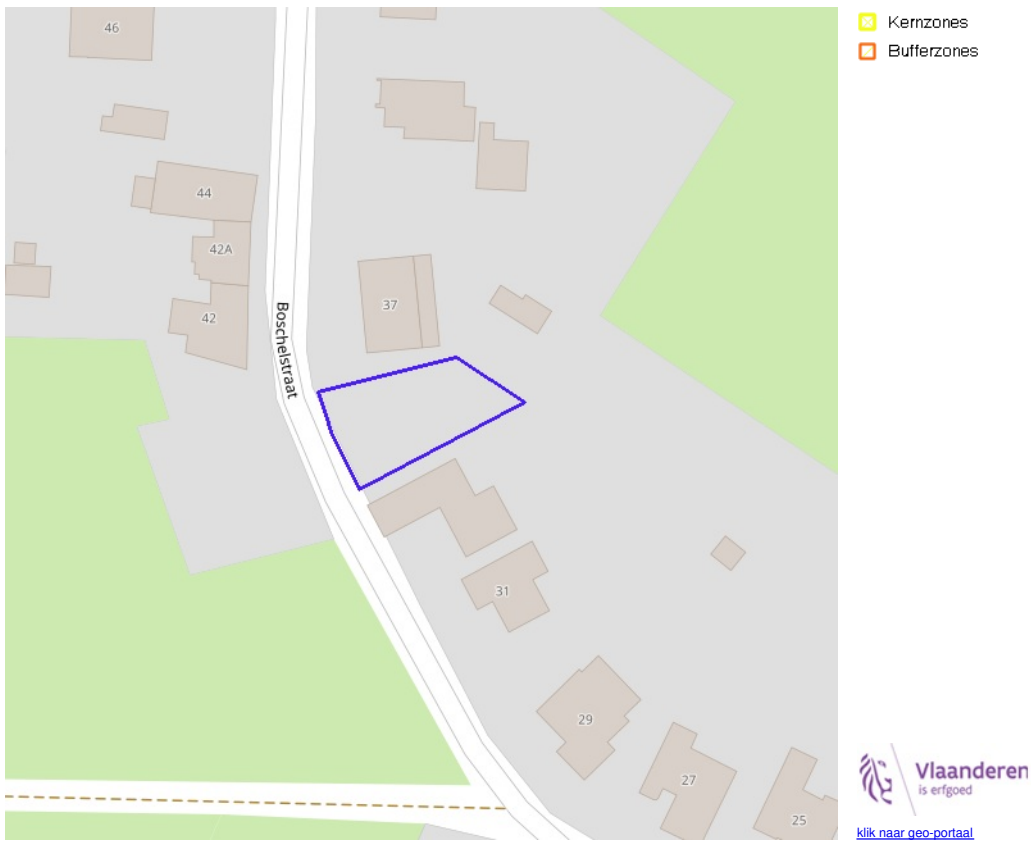 46
44
42A
42
37
Boschelstraat
31
29
27
25
Kernzones
Bufferzones
Vlaanderen
is erfgoed
klik naar geo-portaal